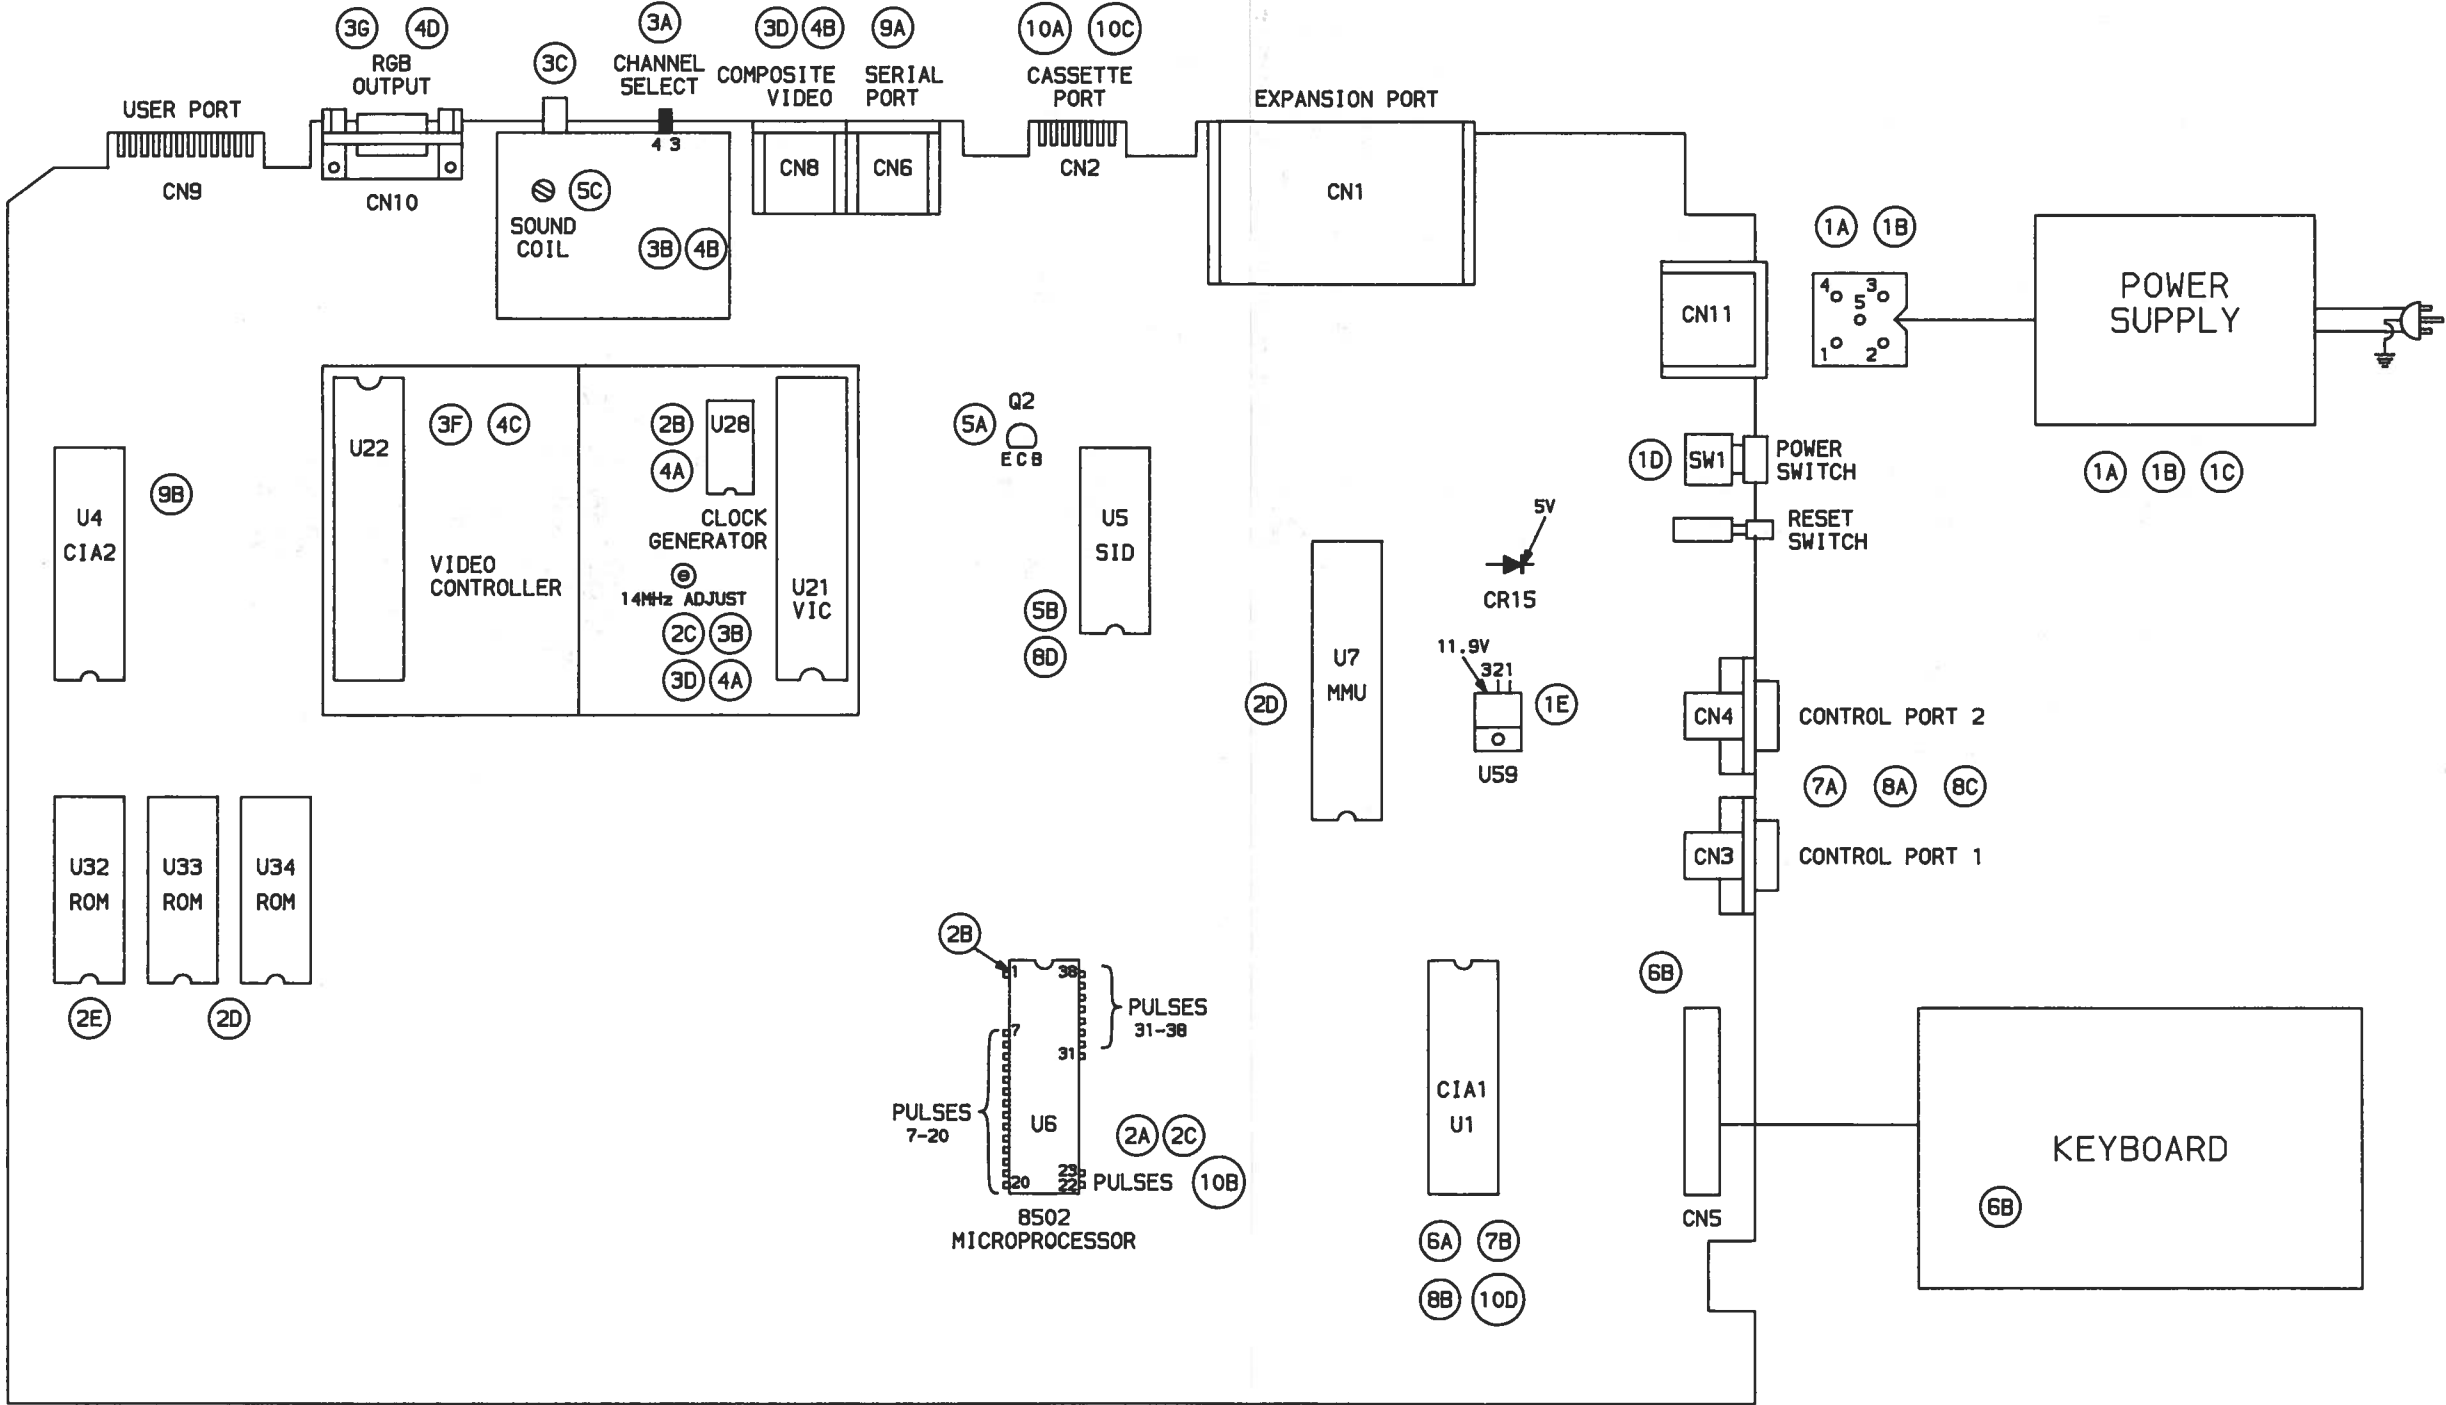 3G 4D
RGB
OUTPUT
3C
3A
CHANNEL
SELECT
4 3
3D 4B
COMPOSITE
VIDEO
9A
SERIAL
PORT
10A 10C
CASSETTE
PORT
EXPANSION PORT
USER PORT
CN9
CN10
CN8
CN6
CN2
CN1
5C
SOUND
COIL
3B 4B
1A 1B
CN11
4 3
5
1 2
POWER
SUPPLY
1A 1B 1C
1D
SW1
POWER
SWITCH
RESET
SWITCH
U4
CIA2
9B
U22
3F 4C
VIDEO
CONTROLLER
2B
4A
U28
CLOCK
GENERATOR
14MHz ADJUST
2C 3B
3D 4A
U21
VIC
5A
Q2
E C B
U5
SID
5B
8D
5V
CR15
2D
U7
MMU
11.9V
321
1E
U59
CN4
CONTROL PORT 2
7A 8A 8C
CN3
CONTROL PORT 1
U32
ROM
U33
ROM
U34
ROM
2E
2D
2B
1
38
PULSES
31-38
7
31
PULSES
7-20
U6
2A 2C
20
23
22
PULSES
10B
8502
MICROPROCESSOR
CIA1
U1
6A 7B
8B 10D
6B
CN5
KEYBOARD
6B